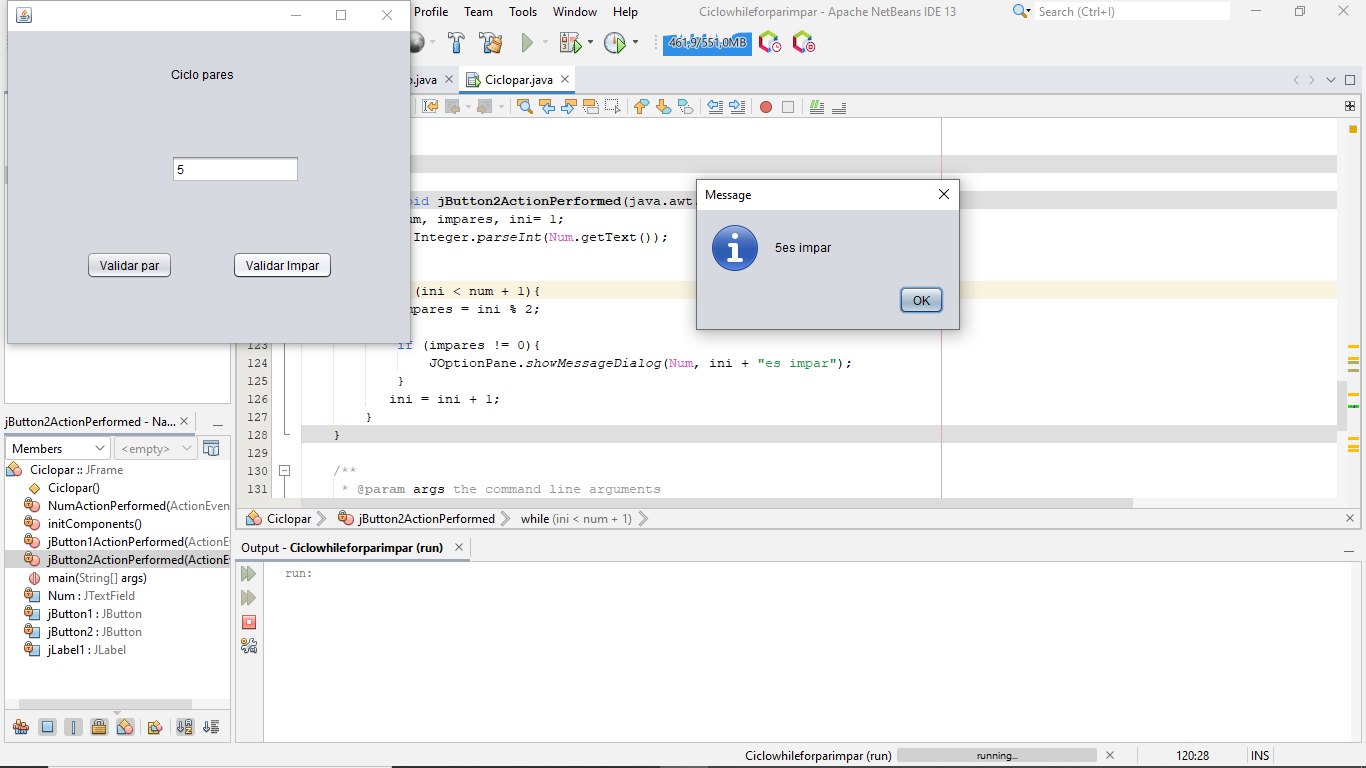 Profile Team Tools Window Help
Ciclowhileforparimpar - Apache NetBeans IDE 13
Search (Ctrl+I)
461,9/551,0MB
Ciclopar.java
Ciclo pares
5
Validar par
Validar Impar
jButton2ActionPerformed(java.awt.
, impares, ini= 1;
Integer.parseInt(Num.getText());
(ini < num + 1){
= ini % 2;
123 if (impares != 0){
124 JOptionPane.showMessageDialog(Num, ini + "es impar");
125 }
126 ini = ini + 1;
127 }
128 }
129
130 /**
131 * @param args the command line arguments
Message
5es impar
OK
jButton2ActionPerformed - Na...
Members
<empty>
Ciclopar :: JFrame
Ciclopar()
NumActionPerformed(ActionEven
initComponents()
jButton1ActionPerformed(ActionE
jButton2ActionPerformed(ActionE
main(String[] args)
Num : JTextField
jButton1 : JButton
jButton2 : JButton
jLabel1 : JLabel
Ciclopar
jButton2ActionPerformed
while (ini < num + 1)
Output - Ciclowhileforparimpar (run)
run:
Ciclowhileforparimpar (run)
running...
120:28
INS